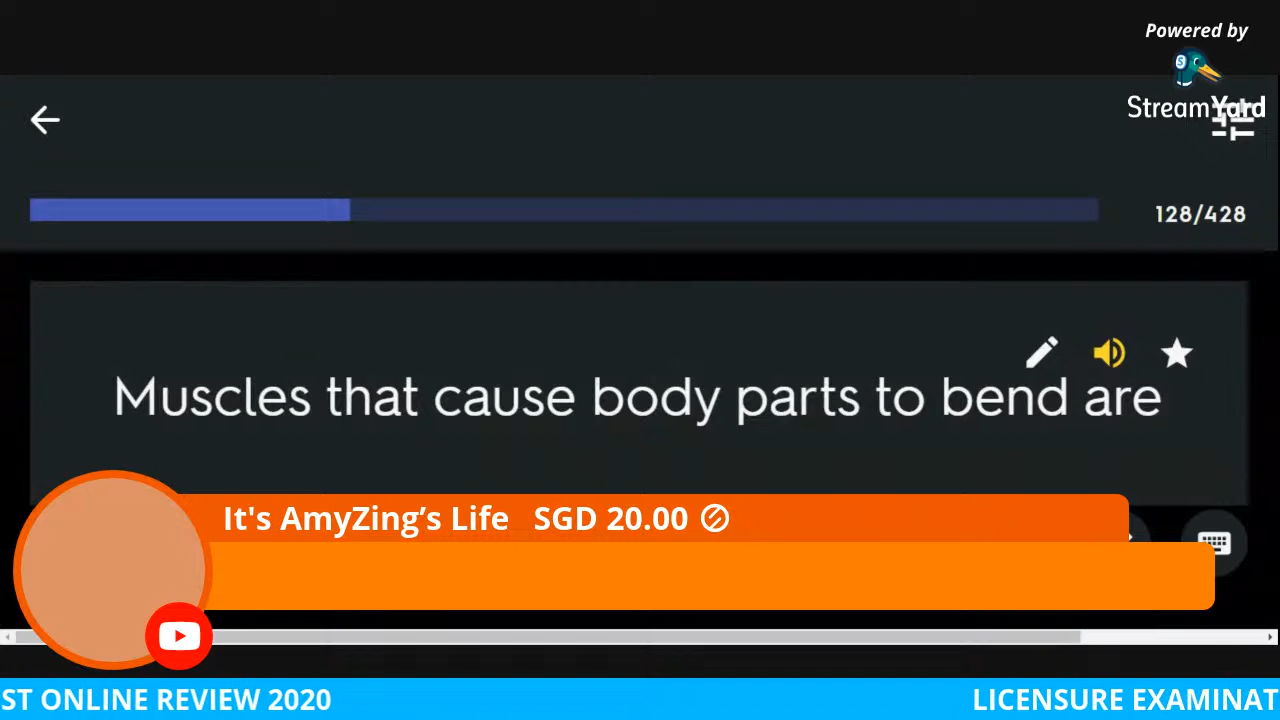 Powered by
StreamYard
128/428
Muscles that cause body parts to bend are
It's AmyZing’s Life SGD 20.00
ST ONLINE REVIEW 2020
LICENSURE EXAMINAT